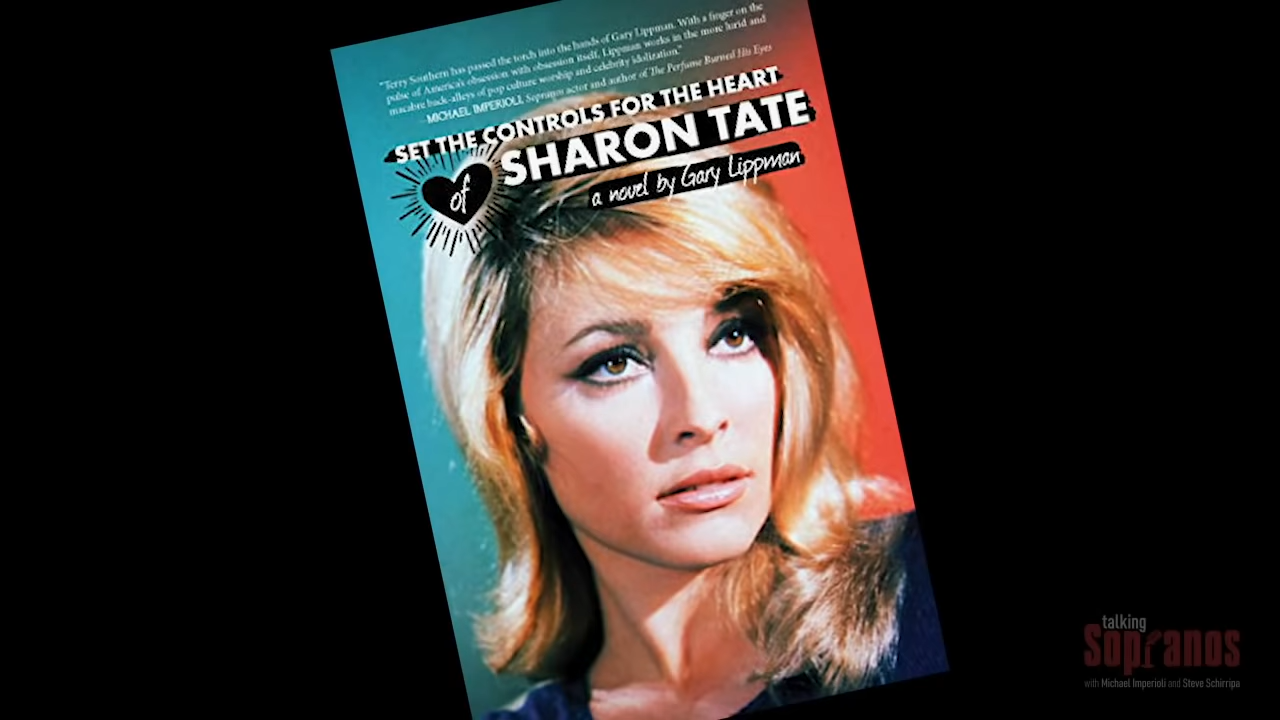 "Terry Southern has passed the torch into the hands of Gary Lippman. With a finger on the
pulse of America's obsession with obsession itself, Lippman works in the more lurid and
macabre back-alleys of pop culture worship and celebrity idolization."
—MICHAEL IMPERIOLI, Sopranos actor and author of The Perfume Burned His Eyes
SET THE CONTROLS FOR THE HEART
of SHARON TATE
a novel by Gary Lippman
talking
Sopranos
with Michael Imperioli and Steve Schirripa